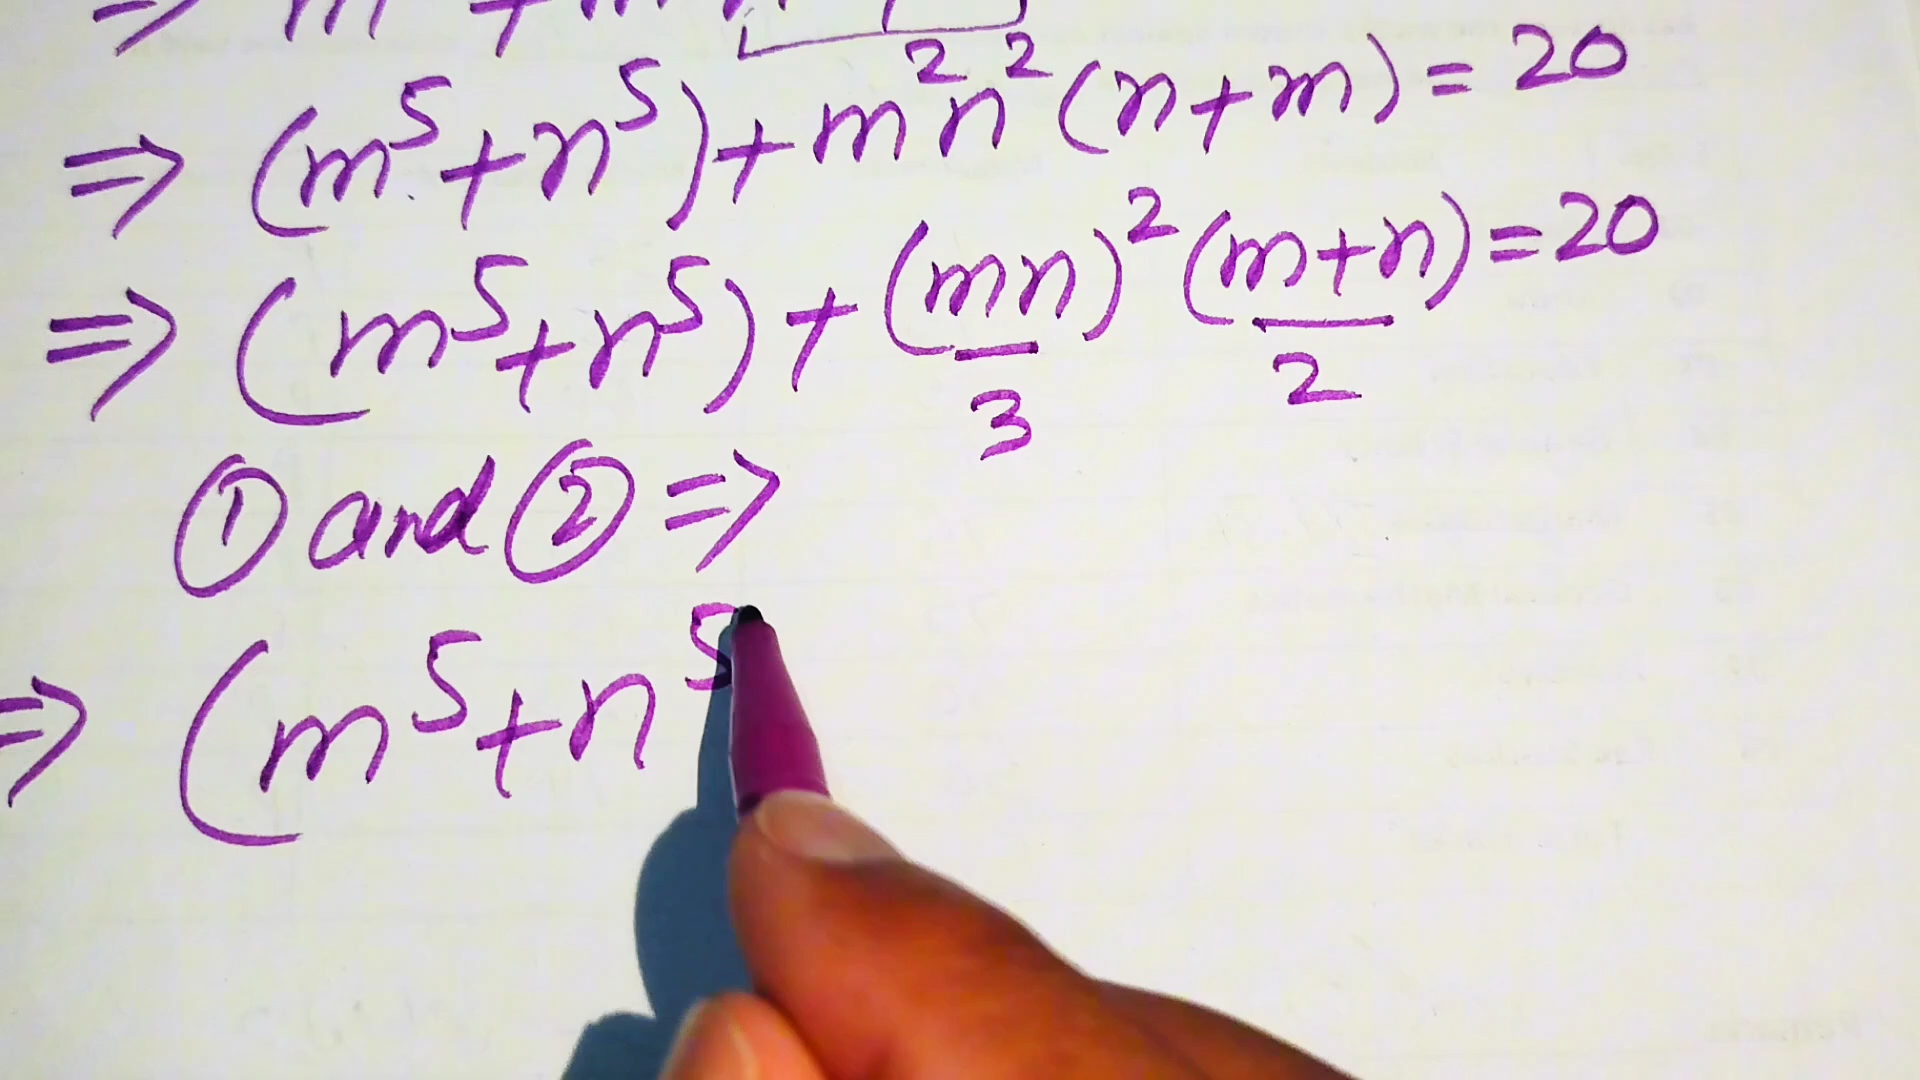 ⇒ (m⁵+n⁵)+m²n²(n+m)=20
⇒ (m⁵+n⁵)+(mn)²(m+n)=20
3 2
① and ② ⇒
⇒ (m⁵+n⁵